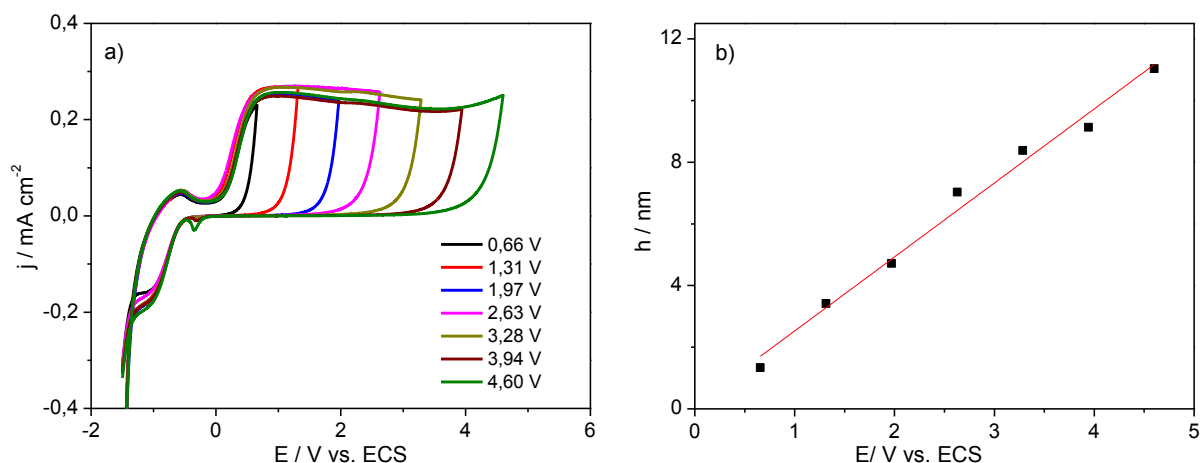 a)
0,4
0,2
0,0
-0,2
-0,4
j / mA cm⁻²
-2
0
2
4
6
E / V vs. ECS
0,66 V
1,31 V
1,97 V
2,63 V
3,28 V
3,94 V
4,60 V
b)
12
8
4
0
h / nm
0
1
2
3
4
5
E/ V vs. ECS